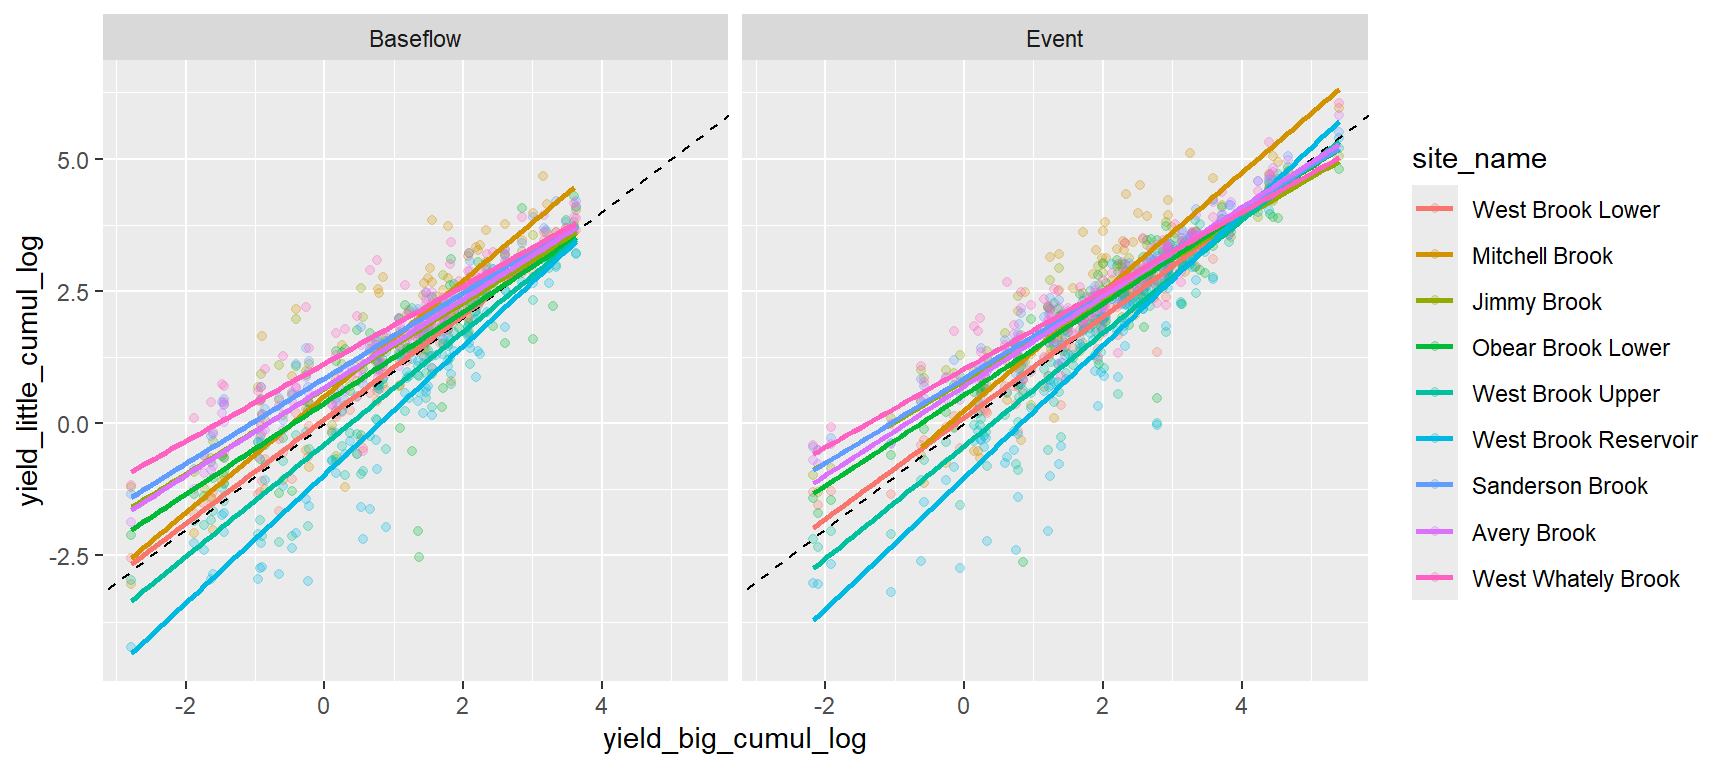 Baseflow
Event
yield_little_cumul_log
5.0
2.5
0.0
-2.5
-2
0
2
4
-2
0
2
4
yield_big_cumul_log
site_name
West Brook Lower
Mitchell Brook
Jimmy Brook
Obear Brook Lower
West Brook Upper
West Brook Reservoir
Sanderson Brook
Avery Brook
West Whately Brook